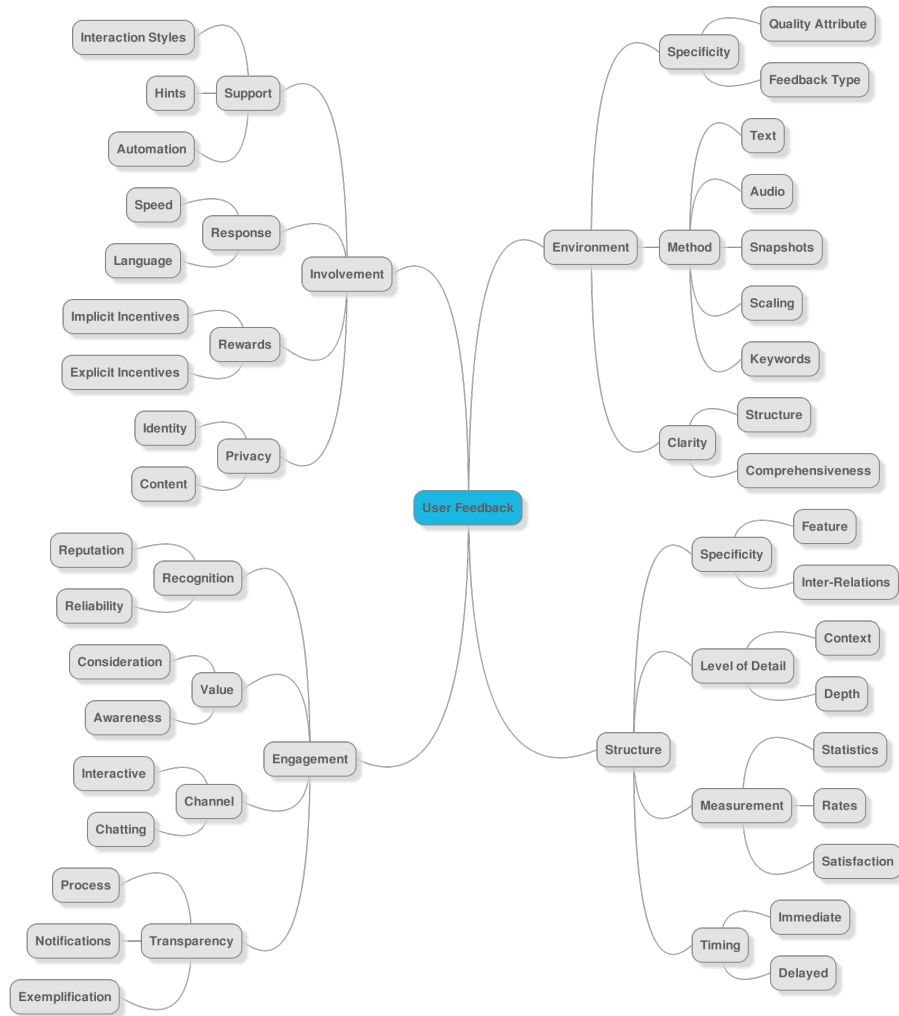 User Feedback
Involvement
Support
Interaction Styles
Hints
Automation
Response
Speed
Language
Rewards
Implicit Incentives
Explicit Incentives
Privacy
Identity
Content
Engagement
Recognition
Reputation
Reliability
Value
Consideration
Awareness
Channel
Interactive
Chatting
Transparency
Process
Notifications
Exemplification
Environment
Specificity
Quality Attribute
Feedback Type
Method
Text
Audio
Snapshots
Scaling
Keywords
Clarity
Structure
Comprehensiveness
Structure
Specificity
Feature
Inter-Relations
Level of Detail
Context
Depth
Measurement
Statistics
Rates
Satisfaction
Timing
Immediate
Delayed